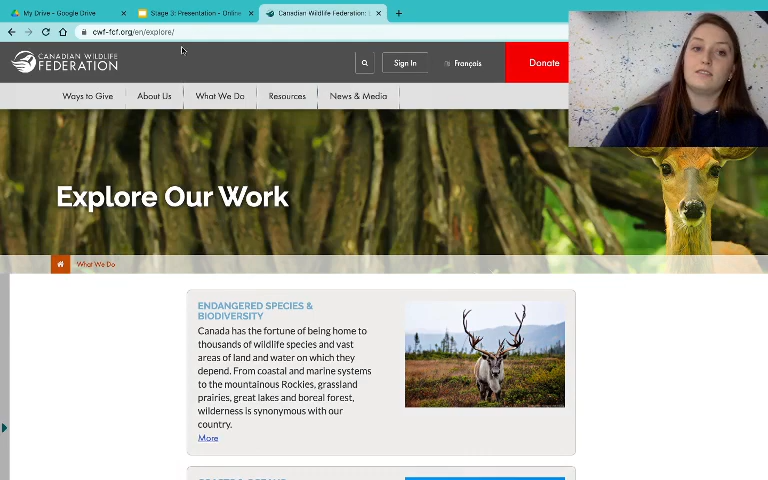 My Drive - Google Drive
Stage 3: Presentation - Online
Canadian Wildlife Federation:
cwf-fcf.org/en/explore/
CANADIAN WILDLIFE
FEDERATION
Sign In
Français
Donate
Ways to Give
About Us
What We Do
Resources
News & Media
Explore Our Work
What We Do
ENDANGERED SPECIES &
BIODIVERSITY
Canada has the fortune of being home to
thousands of wildlife species and vast
areas of land and water on which they
depend. From coastal and marine systems
to the mountainous Rockies, grassland
prairies, great lakes and boreal forest,
wilderness is synonymous with our
country.
More